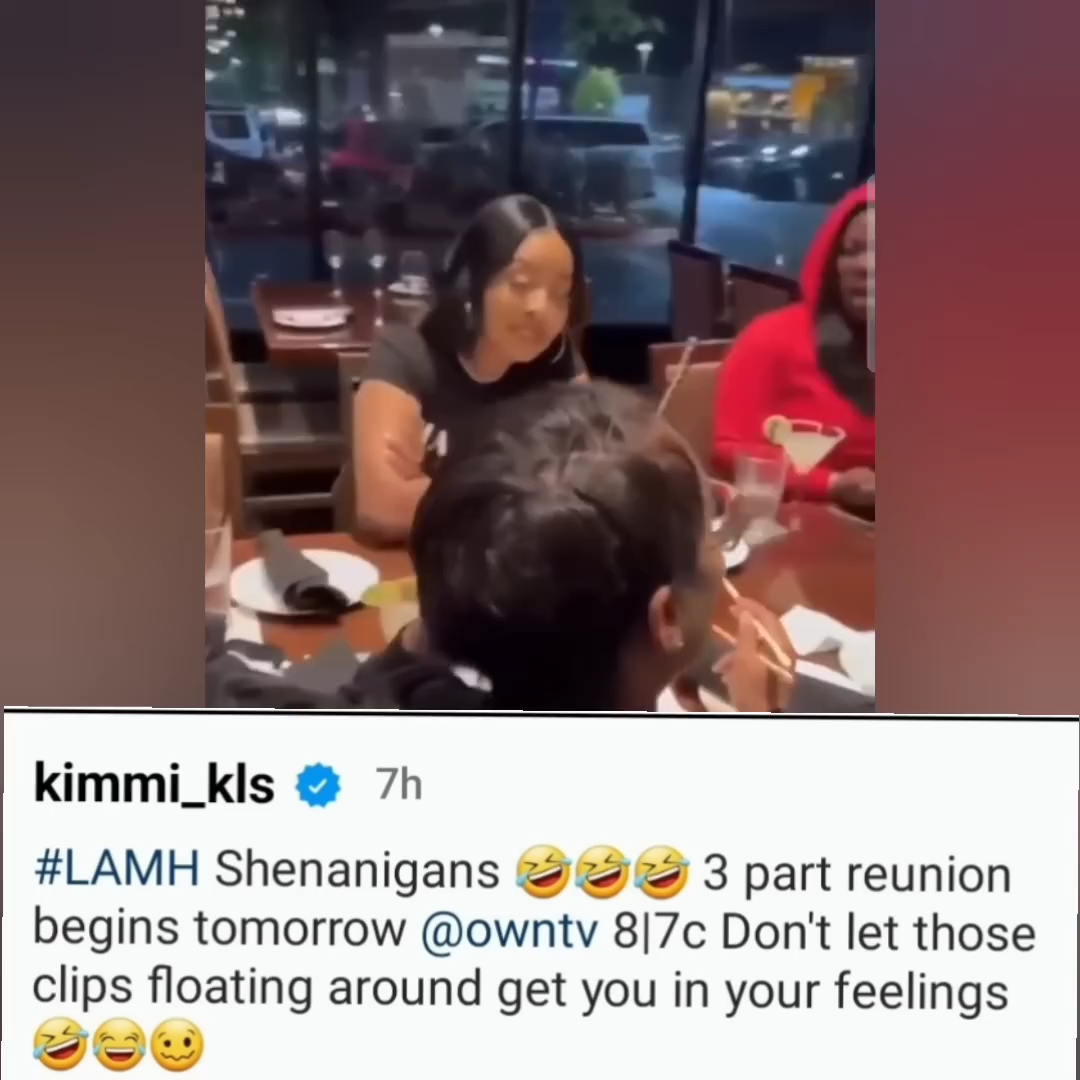 kimmi_kls 7h
#LAMH Shenanigans 🤣🤣🤣 3 part reunion
begins tomorrow @owntv 8|7c Don't let those
clips floating around get you in your feelings
🤣😂🥴